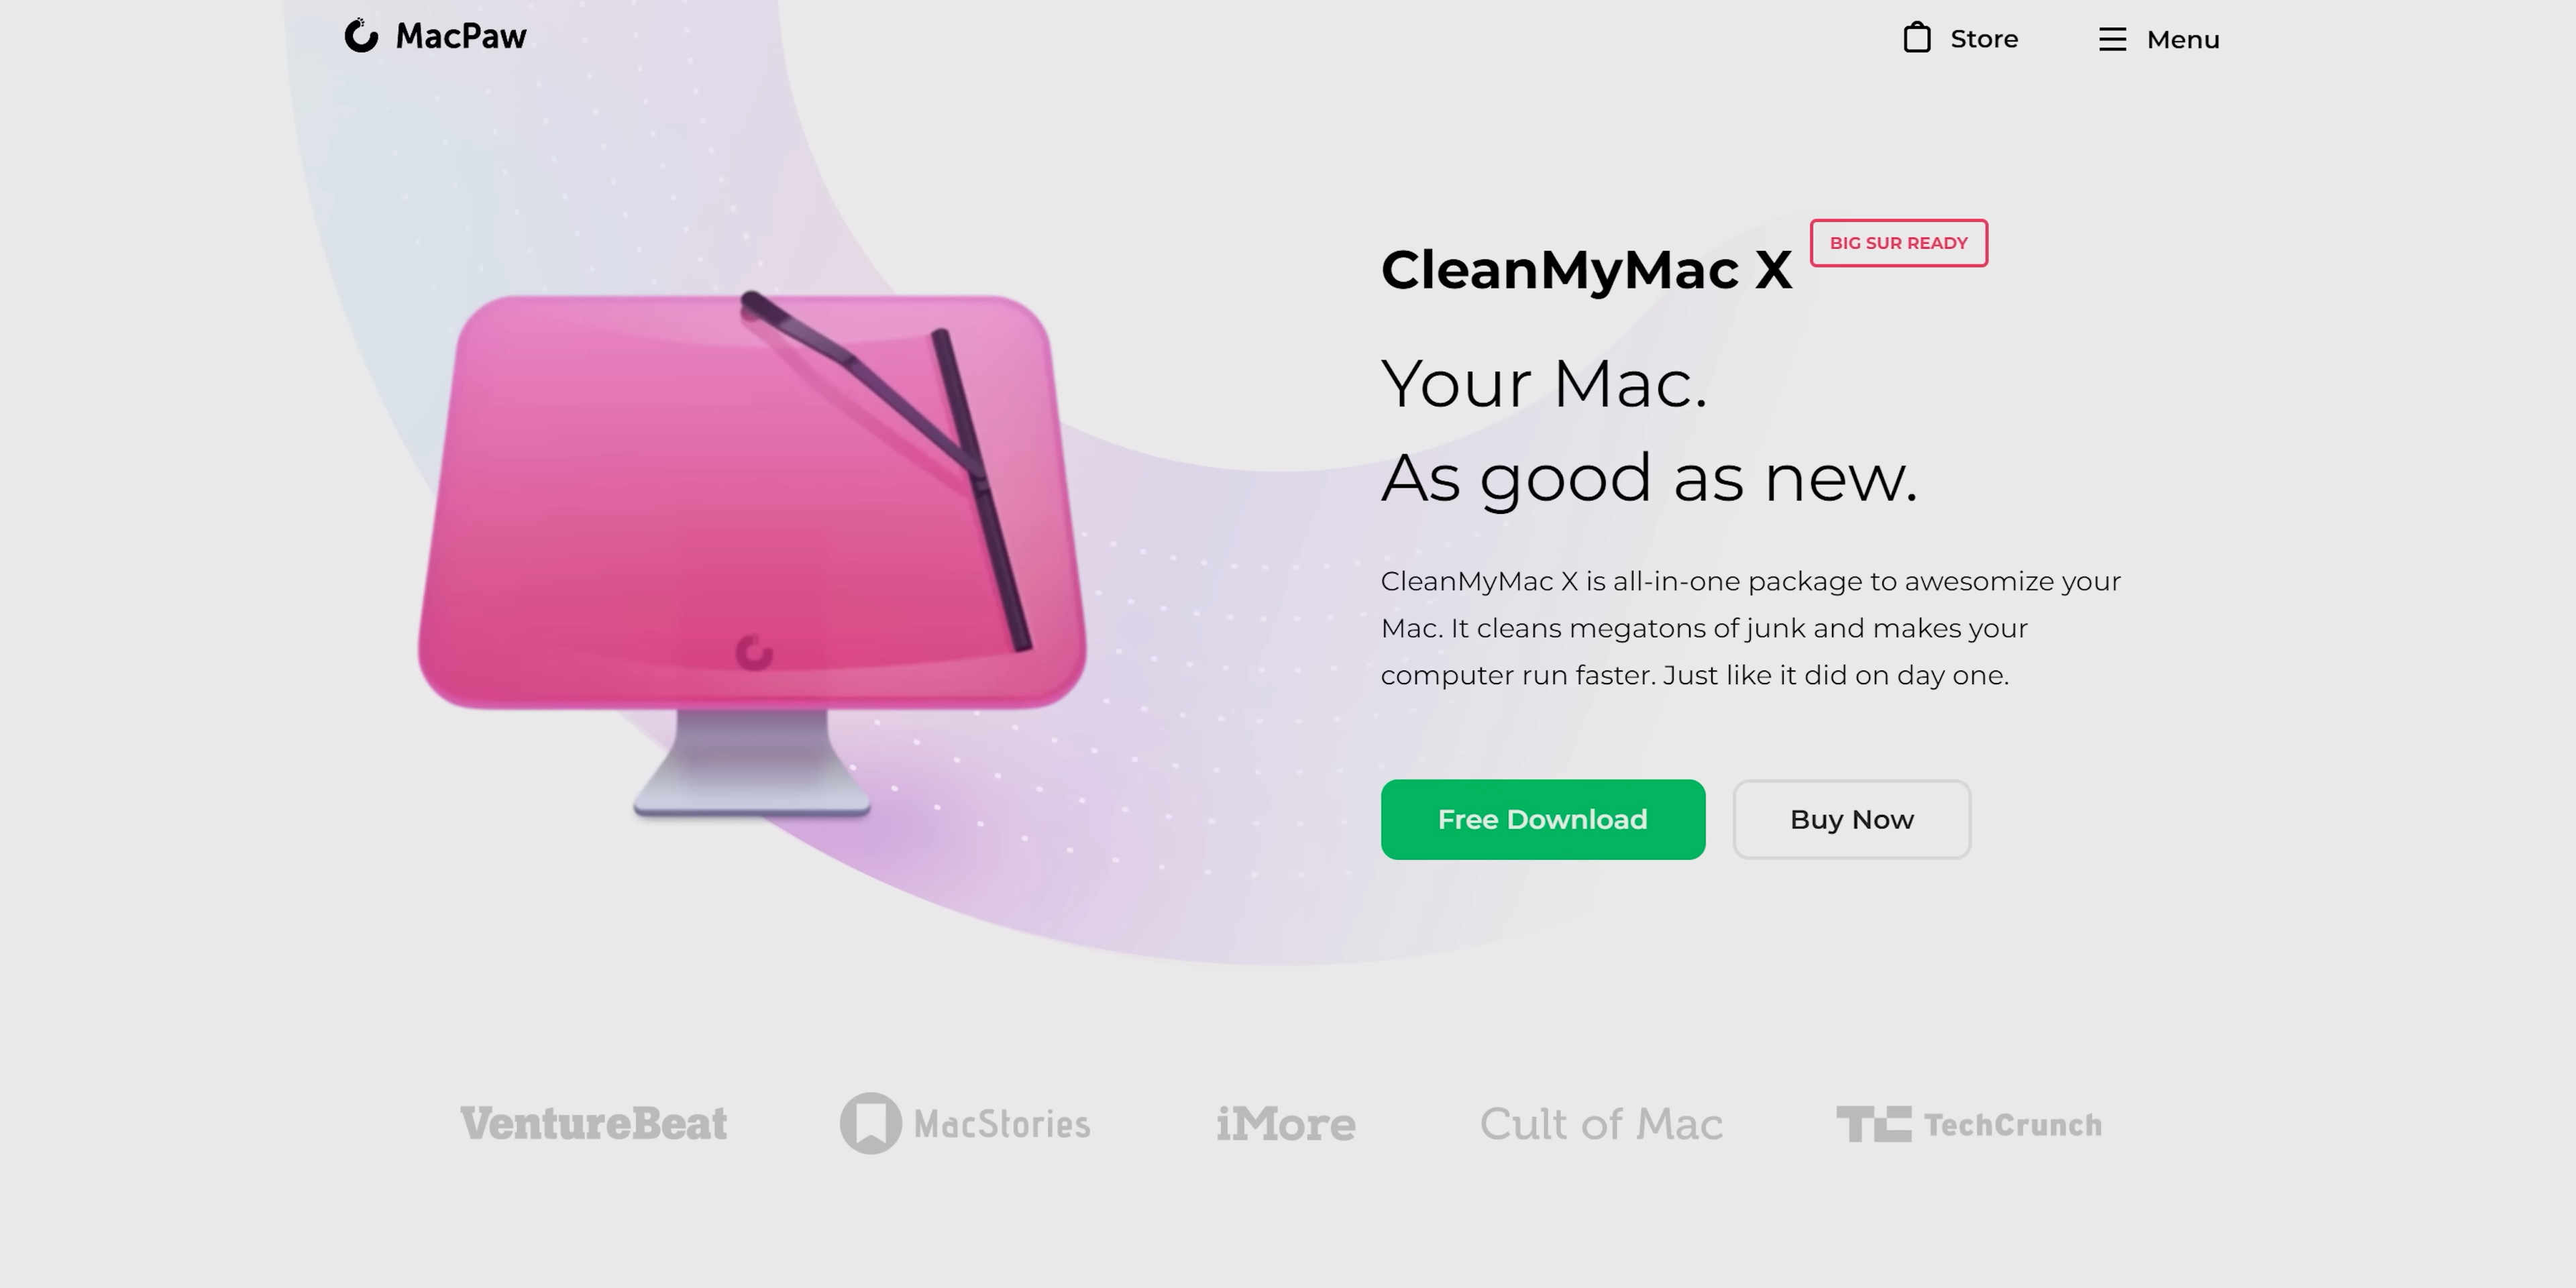 MacPaw
Store
Menu
CleanMyMac X
BIG SUR READY
Your Mac.
As good as new.
CleanMyMac X is all-in-one package to awesomize your
Mac. It cleans megatons of junk and makes your
computer run faster. Just like it did on day one.
Free Download
Buy Now
VentureBeat
MacStories
iMore
Cult of Mac
TC TechCrunch